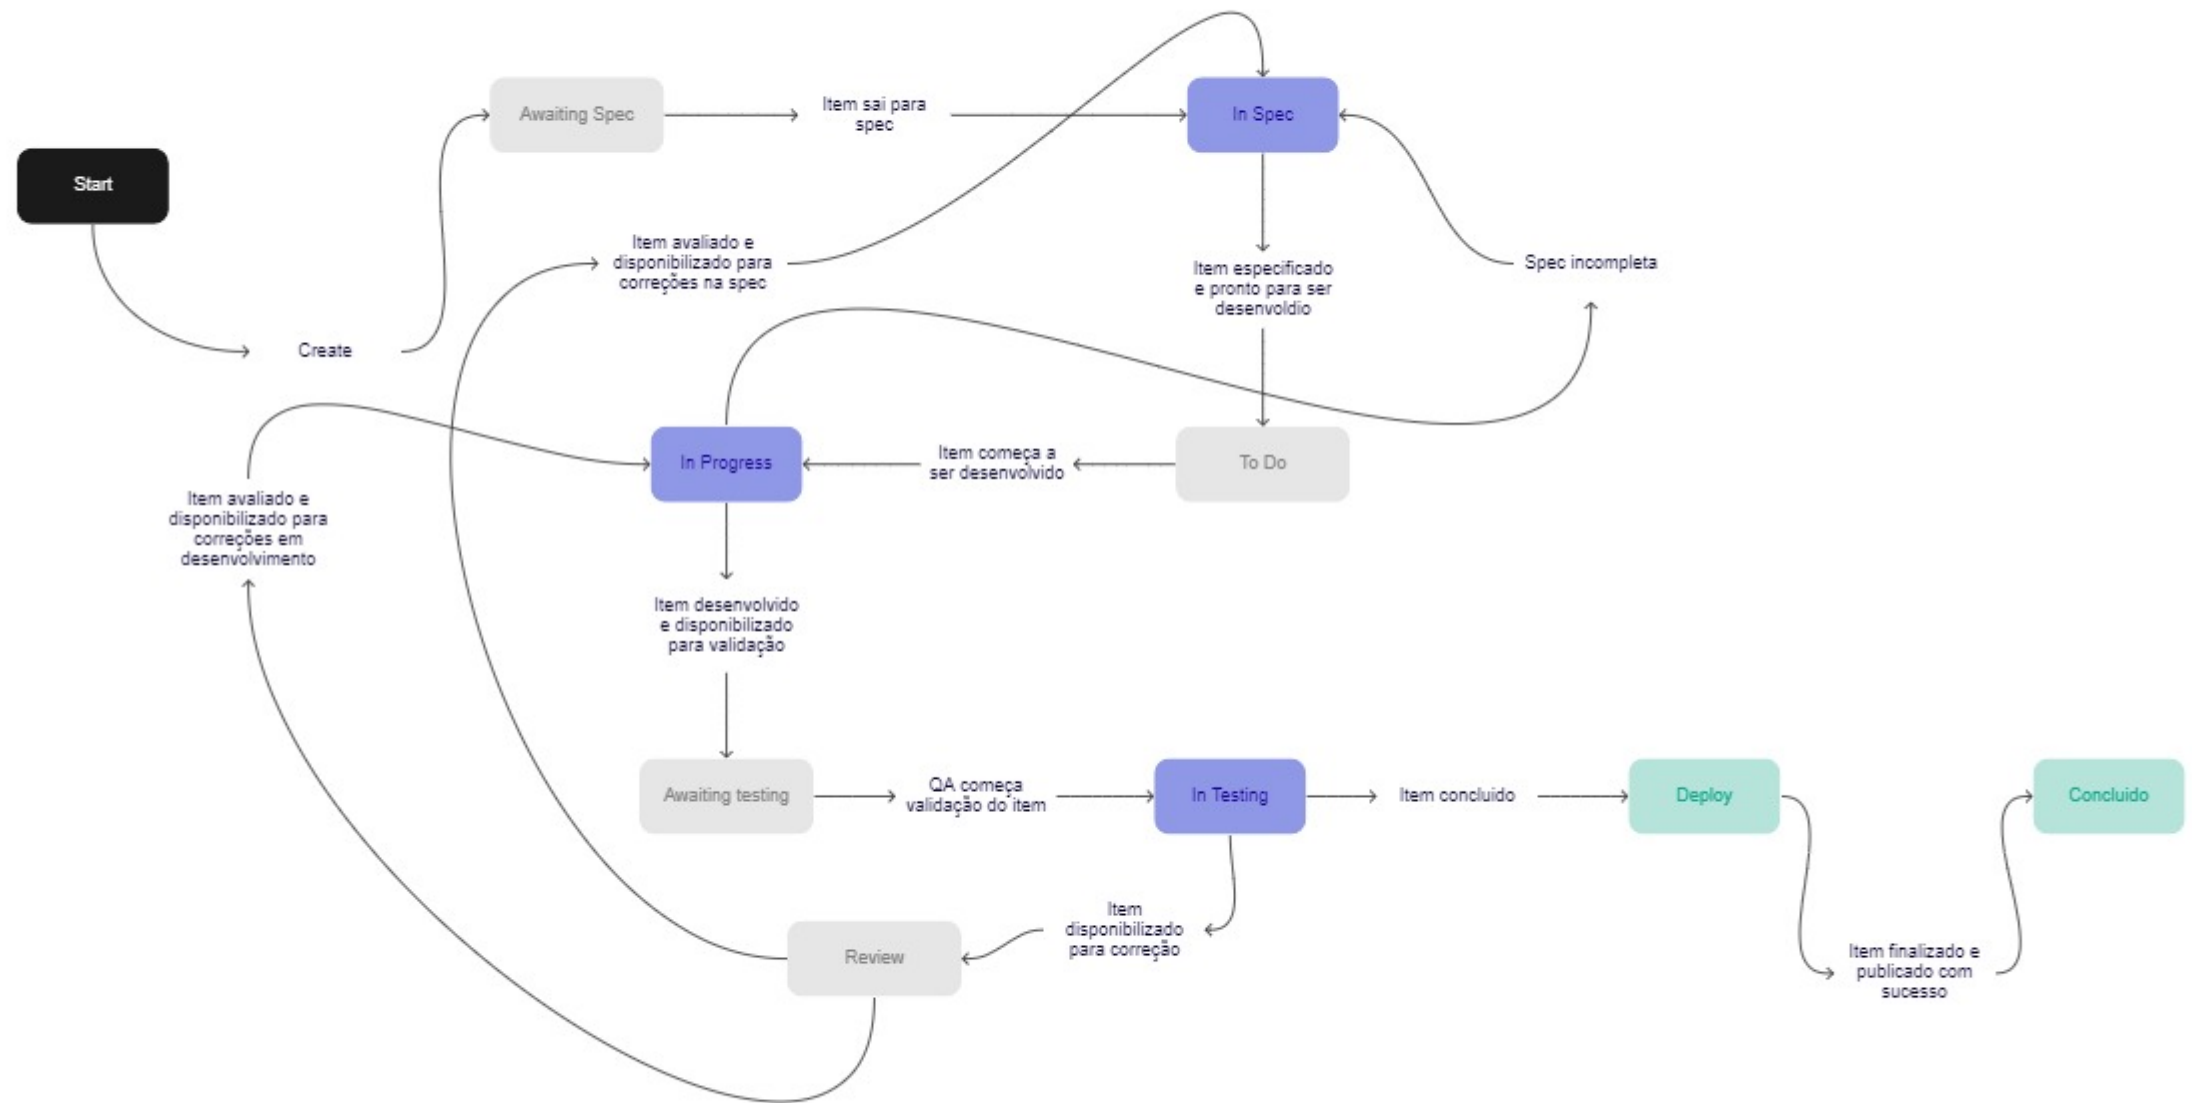 Awaiting Spec
Item sai para
spec
In Spec
Start
Item avaliado e
disponibilizado para
correções na spec
Item especificado
e pronto para ser
desenvoldio
Spec incompleta
Create
In Progress
Item começa a
ser desenvolvido
To Do
Item avaliado e
disponibilizado para
correções em
desenvolvimento
Item desenvolvido
e disponibilizado
para validação
Awaiting testing
QA começa
validação do item
In Testing
Item concluido
Deploy
Concluido
Item
disponibilizado
para correção
Review
Item finalizado e
publicado com
sucesso